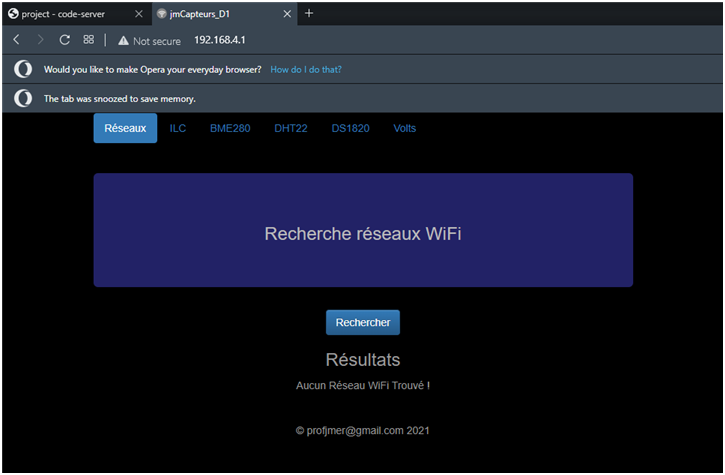 project - code-server
jmCapteurs_D1
Not secure 192.168.4.1
Would you like to make Opera your everyday browser? How do I do that?
The tab was snoozed to save memory.
Réseaux ILC BME280 DHT22 DS1820 Volts
Recherche réseaux WiFi
Rechercher
Résultats
Aucun Réseau WiFi Trouvé !
© profjmer@gmail.com 2021